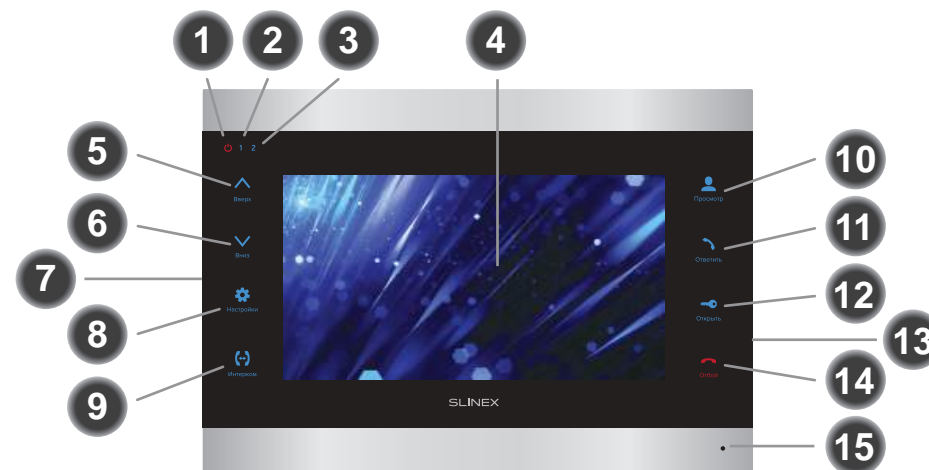 1 2 3 4
1 2
5
Вверх
6
Вниз
7
8
Настройки
9
Интерком
10
Просмотр
11
Ответить
12
Открыть
13
14
Отбой
15
SLINEX